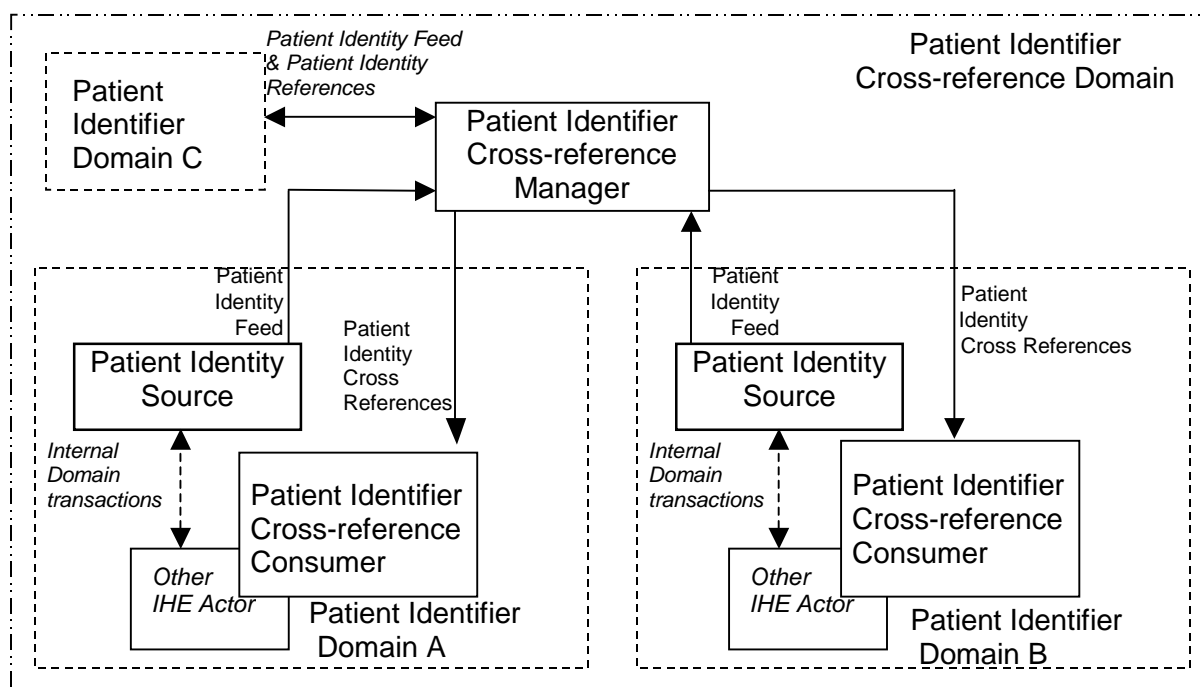 Patient Identity Feed
& Patient Identity
References
Patient Identifier
Cross-reference Domain
Patient
Identifier
Domain C
Patient Identifier
Cross-reference
Manager
Patient
Identity
Feed
Patient
Identity
Cross
References
Patient Identity
Source
Internal
Domain
transactions
Patient Identifier
Cross-reference
Consumer
Other
IHE Actor
Patient Identifier
Domain A
Patient
Identity
Feed
Patient
Identity
Cross References
Patient Identity
Source
Internal
Domain
transactions
Patient Identifier
Cross-reference
Consumer
Other
IHE Actor
Patient Identifier
Domain B